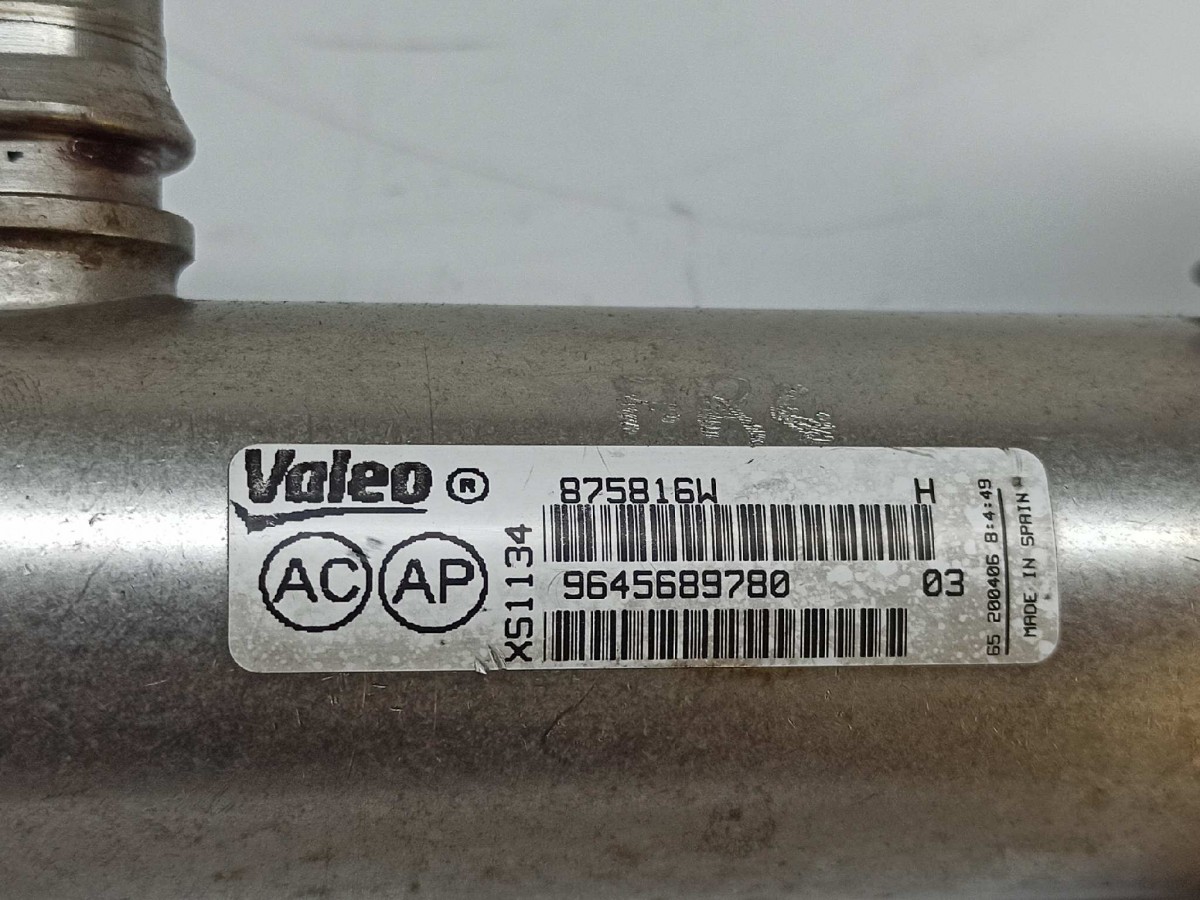 Valeo ®
AC AP
XS1134
875816W H
9645689780 03
65 200406 8:4:49
MADE IN SPAIN